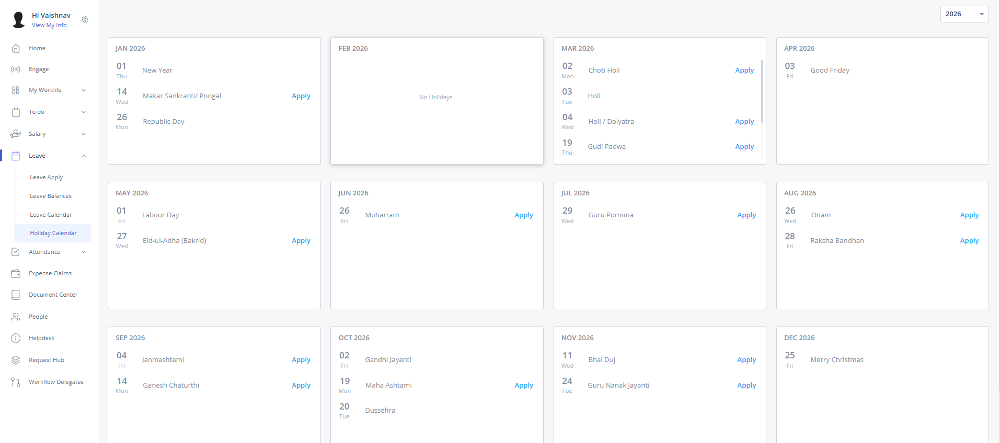 Hi Vaishnav
View My Info
Home
Engage
My Worklife
To do
Salary
Leave
Leave Apply
Leave Balances
Leave Calendar
Holiday Calendar
Attendance
Expense Claims
Document Center
People
Helpdesk
Request Hub
Workflow Delegates
2026
JAN 2026
01 Thu New Year
14 Wed Makar Sankranti/ Pongal Apply
26 Mon Republic Day
FEB 2026
No Holidays
MAR 2026
02 Mon Choti Holi Apply
03 Tue Holi
04 Wed Holi / Dolyatra Apply
19 Thu Gudi Padwa Apply
APR 2026
03 Fri Good Friday
MAY 2026
01 Fri Labour Day
27 Wed Eid-ul-Adha (Bakrid) Apply
JUN 2026
26 Fri Muharram Apply
JUL 2026
29 Wed Guru Pornima Apply
AUG 2026
26 Wed Onam Apply
28 Fri Raksha Bandhan Apply
SEP 2026
04 Fri Janmashtami Apply
14 Mon Ganesh Chaturthi Apply
OCT 2026
02 Fri Gandhi Jayanti
19 Mon Maha Ashtami Apply
20 Tue Dussehra
NOV 2026
11 Wed Bhai Duj Apply
24 Tue Guru Nanak Jayanti Apply
DEC 2026
25 Fri Merry Christmas